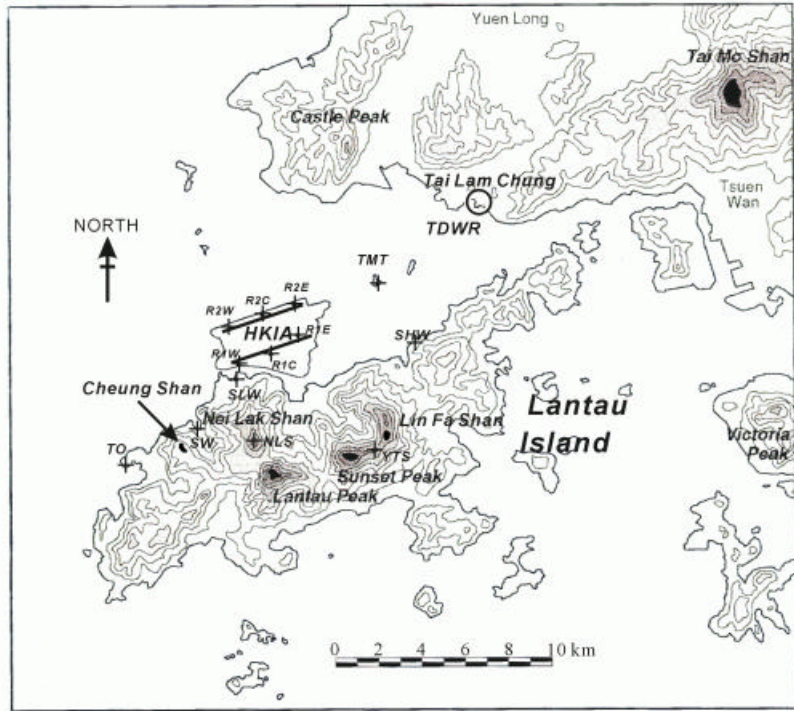 Yuen Long
Tai Mo Shan
Castle Peak
Tai Lam Chung
Tsuen
Wan
TDWR
NORTH
TMT
R2E
R2C
R2W
R1E
HKIA
SHW
R1W
R1C
Cheung Shan
SLW
Nei Lak Shan
Lin Fa Shan
Lantau
Island
Victoria
Peak
TO
SW
NLS
YTS
Sunset Peak
Lantau Peak
0 2 4 6 8 10 km